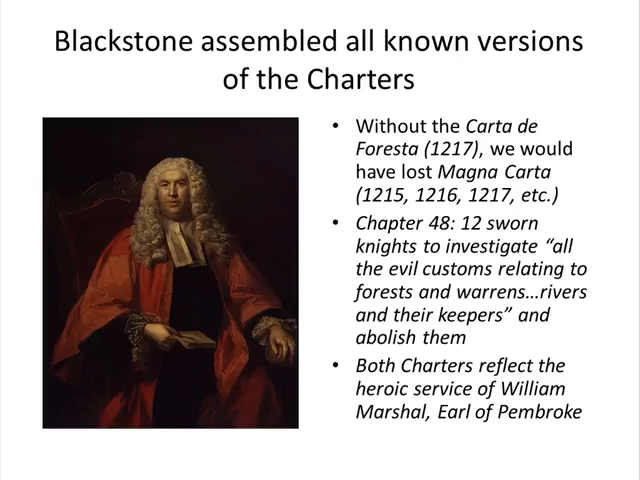 Blackstone assembled all known versions
of the Charters
• Without the Carta de
Foresta (1217), we would
have lost Magna Carta
(1215, 1216, 1217, etc.)
• Chapter 48: 12 sworn
knights to investigate “all
the evil customs relating to
forests and warrens…rivers
and their keepers” and
abolish them
• Both Charters reflect the
heroic service of William
Marshal, Earl of Pembroke